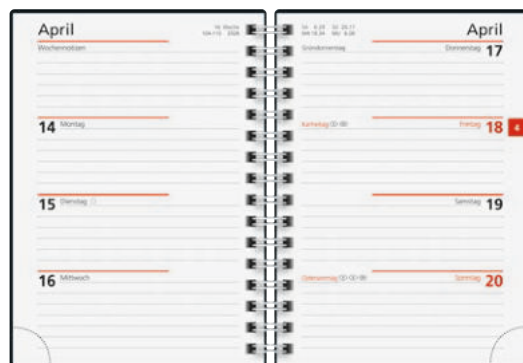 April
16. Woche
Wochennotizen
14 Montag
15 Dienstag
16 Mittwoch
April
Gründonnerstag
Donnerstag 17
Karfreitag
Freitag 18
4
Samstag 19
Ostersonntag
Sonntag 20